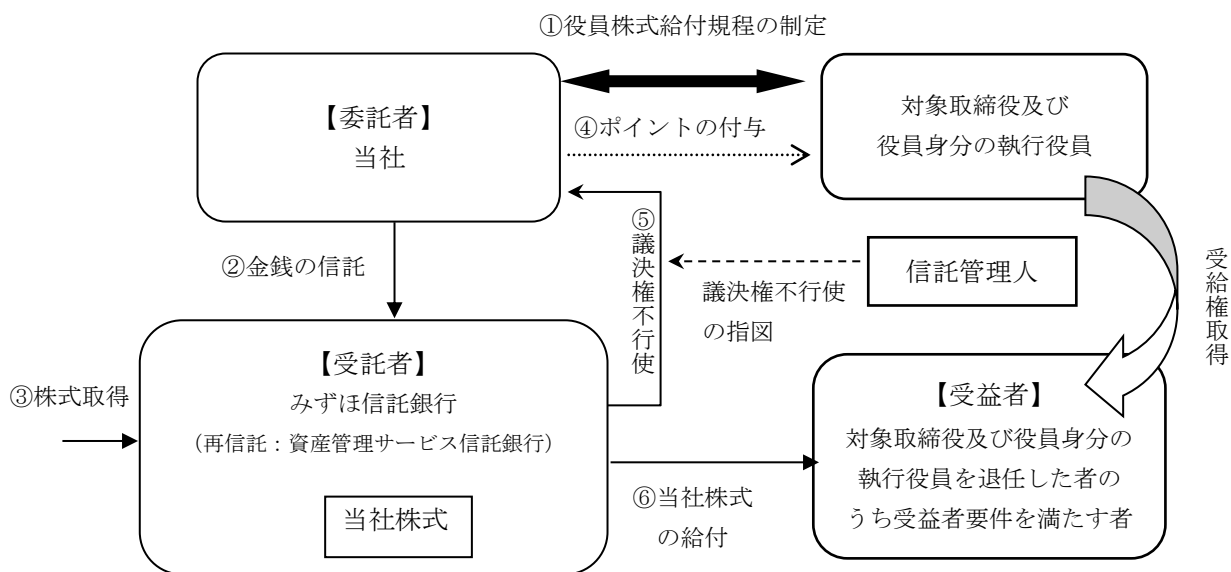 ①役員株式給付規程の制定
【委託者】
当社
対象取締役及び
役員身分の執行役員
④ポイントの付与
②金銭の信託
⑤議決権不行使
信託管理人
議決権不行使
の指図
受給権取得
③株式取得
【受託者】
みずほ信託銀行
（再信託：資産管理サービス信託銀行）
当社株式
⑥当社株式
の給付
【受益者】
対象取締役及び役員身分の
執行役員を退任した者の
うち受益者要件を満たす者